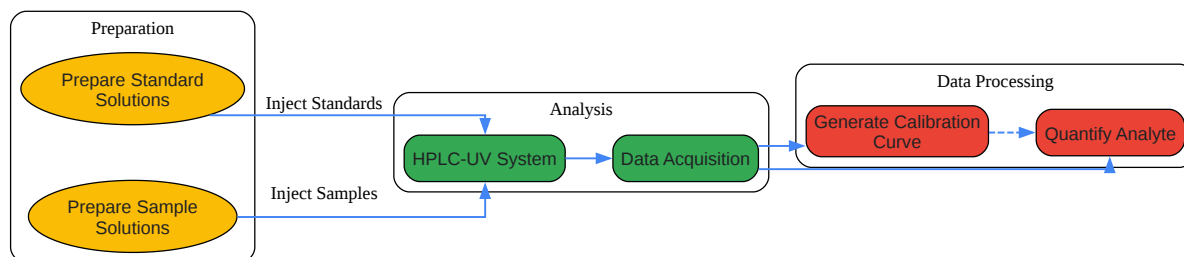 Preparation
Prepare Standard
Solutions
Prepare Sample
Solutions
Inject Standards
Inject Samples
Analysis
HPLC-UV System
Data Acquisition
Data Processing
Generate Calibration
Curve
Quantify Analyte